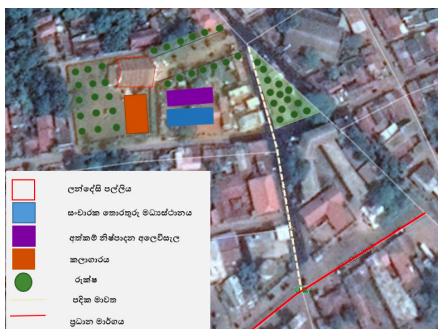 ලන්දේසි පල්ලිය
සංචාරක තොරතුරු මධ්‍යස්ථානය
අත්කම් නිෂ්පාදන අලෙවිසැල
කලාගාරය
රුක්ෂ
පදික මාවත
ප්‍රධාන මාර්ගය